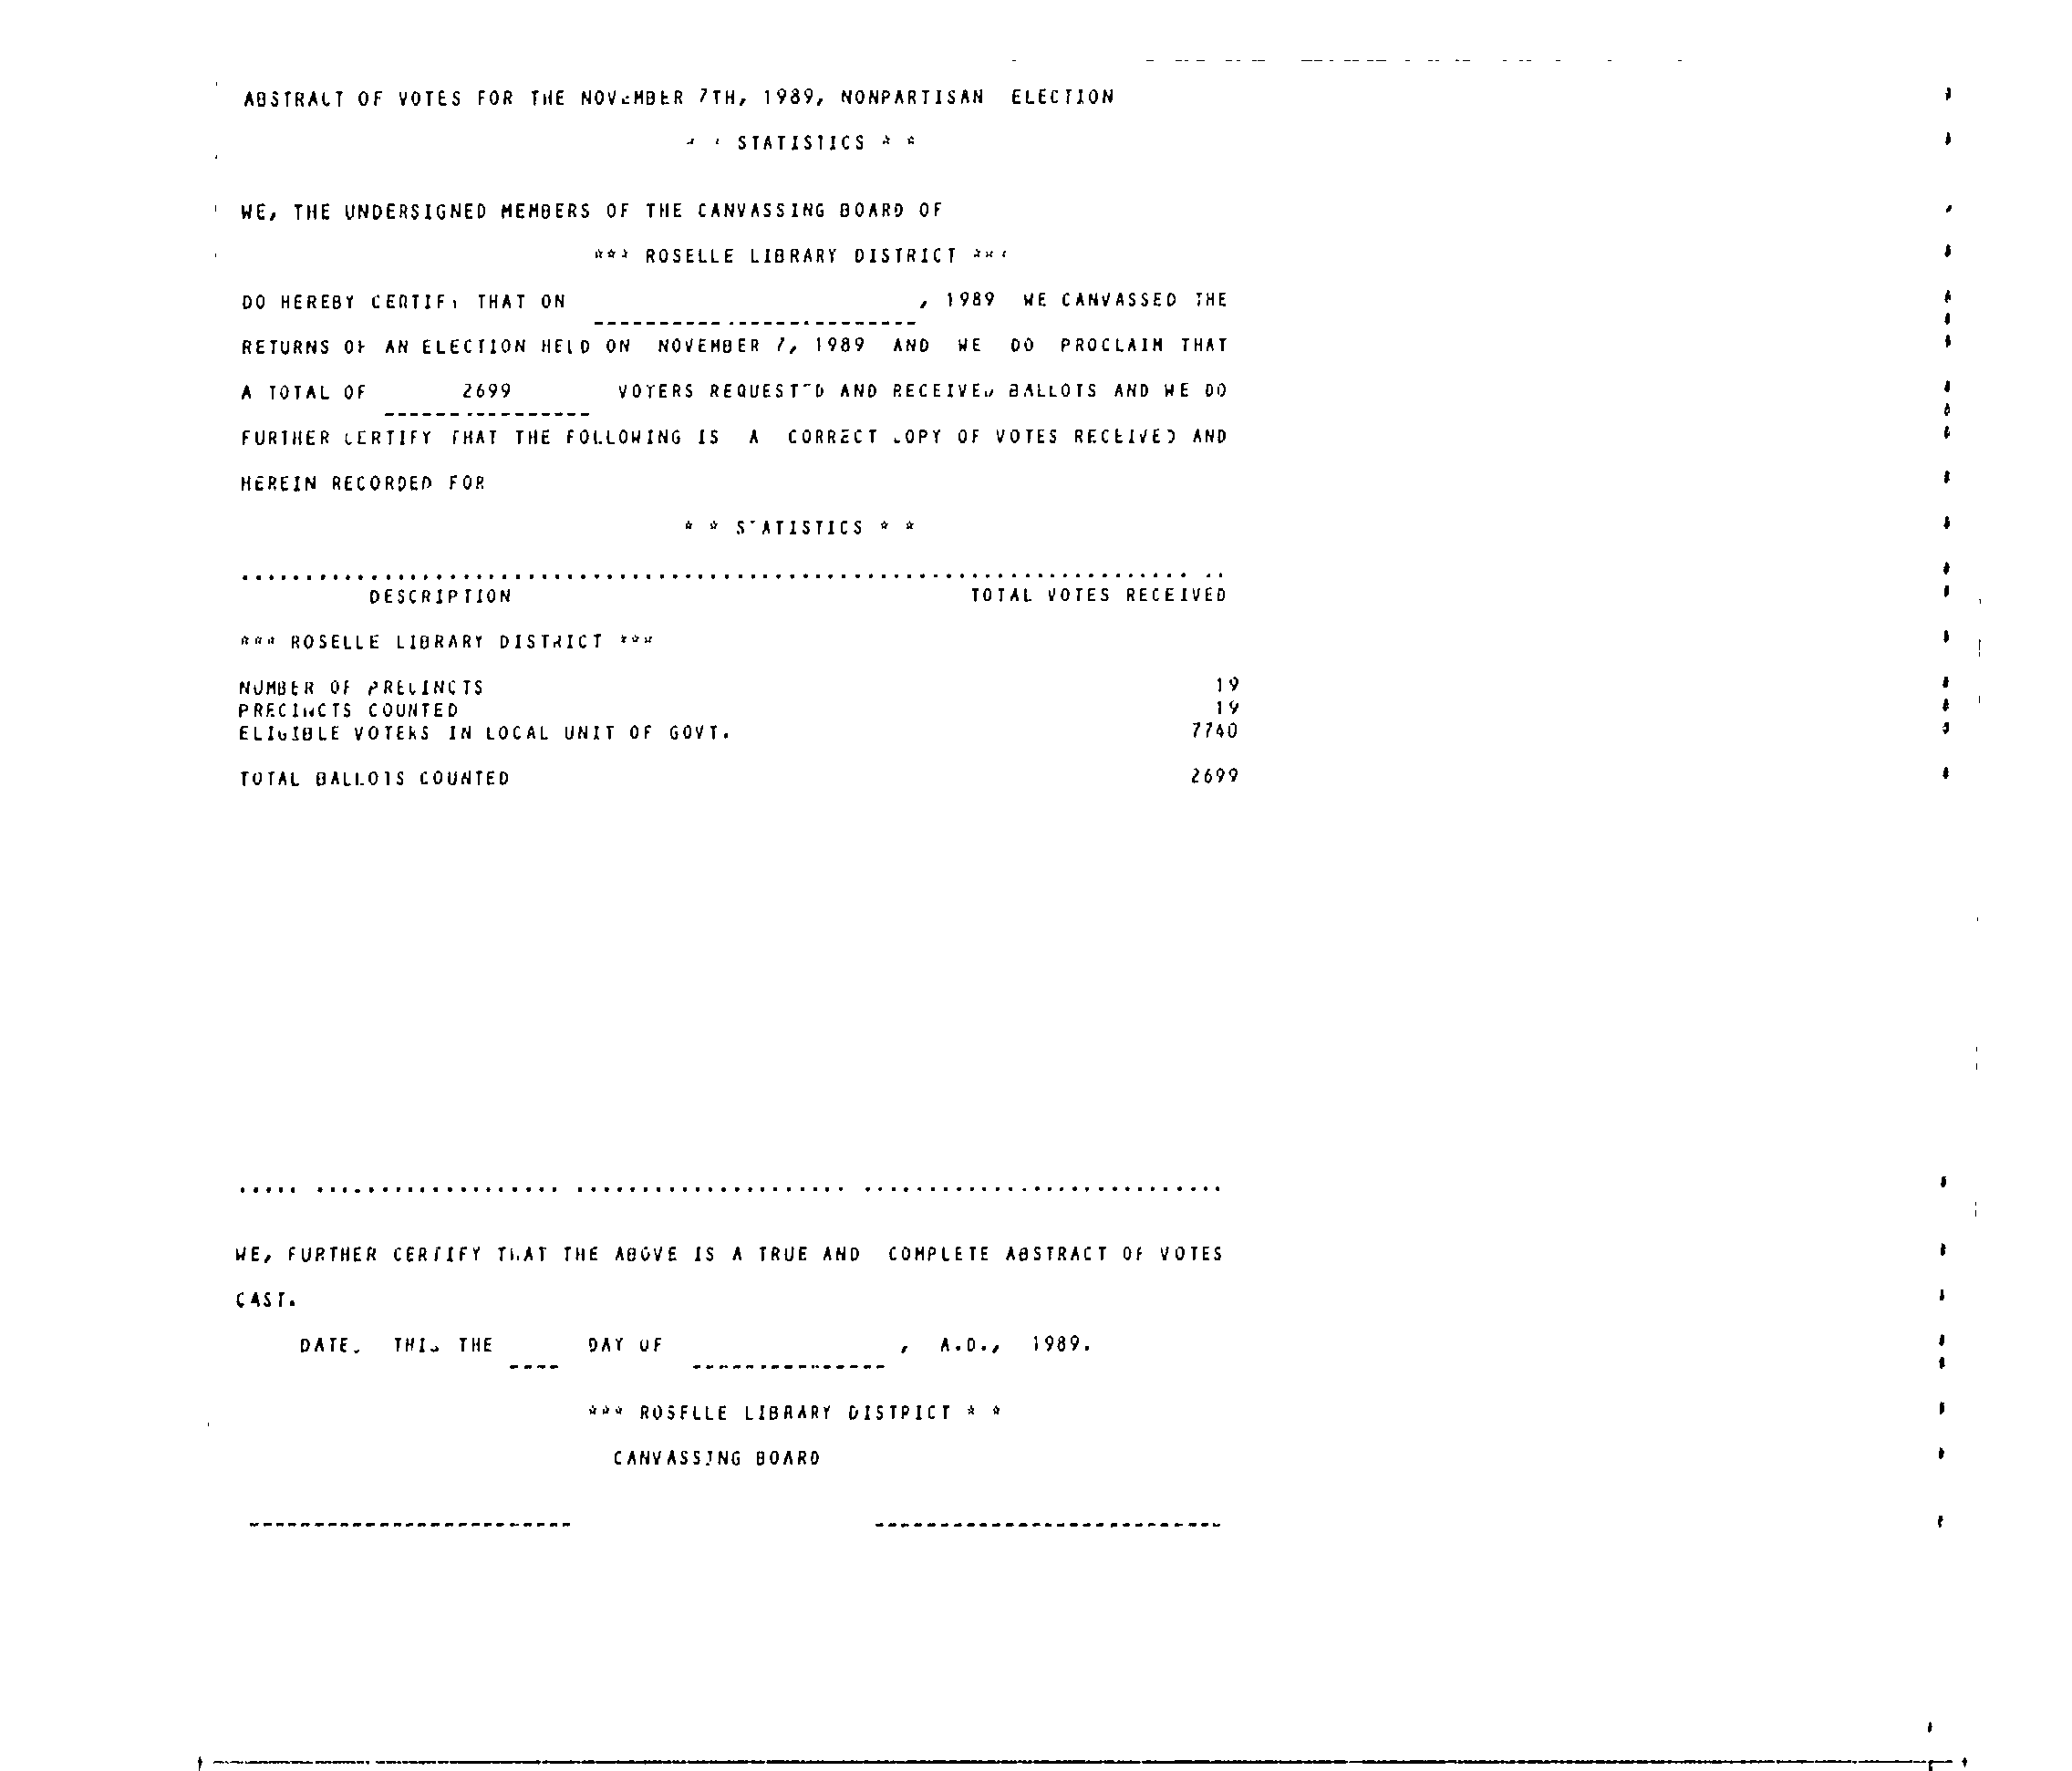 ABSTRACT OF VOTES FOR THE NOVEMBER 7TH, 1989, NONPARTISAN ELECTION
* * STATISTICS * *
WE, THE UNDERSIGNED MEMBERS OF THE CANVASSING BOARD OF
*** ROSELLE LIBRARY DISTRICT ***
DO HEREBY CERTIFY THAT ON , 1989 WE CANVASSED THE
RETURNS OF AN ELECTION HELD ON NOVEMBER 7, 1989 AND WE DO PROCLAIM THAT
A TOTAL OF 2699 VOTERS REQUESTED AND RECEIVED BALLOTS AND WE DO
FURTHER CERTIFY THAT THE FOLLOWING IS A CORRECT COPY OF VOTES RECEIVED AND
HEREIN RECORDED FOR
* * STATISTICS * *
DESCRIPTION TOTAL VOTES RECEIVED
*** ROSELLE LIBRARY DISTRICT ***
NUMBER OF PRECINCTS 19
PRECINCTS COUNTED 19
ELIGIBLE VOTERS IN LOCAL UNIT OF GOVT. 7740
TOTAL BALLOTS COUNTED 2699
WE, FURTHER CERTIFY THAT THE ABOVE IS A TRUE AND COMPLETE ABSTRACT OF VOTES
CAST.
DATED THIS THE DAY OF , A.D., 1989.
*** ROSELLE LIBRARY DISTRICT * *
CANVASSING BOARD